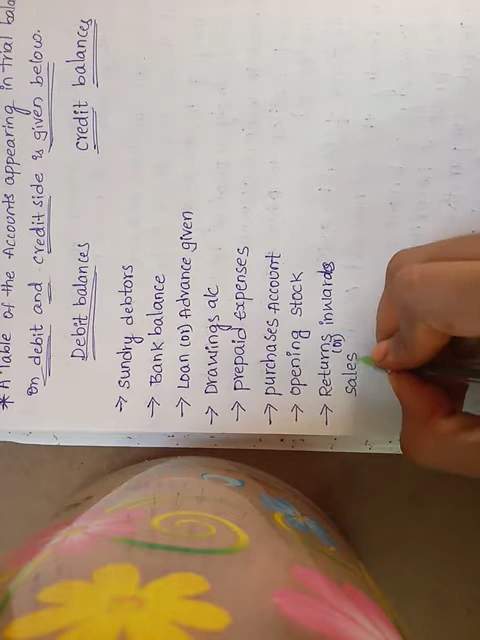 * A Table of the Accounts appearing in trial
on debit and credit side is given below.
Debit balances credit balances
→ Sundry debtors
→ Bank balance
→ Loan (or) Advance given
→ Drawings a/c
→ prepaid expenses
→ purchases Account
→ opening stock
→ Returns inwards
(or)
sales